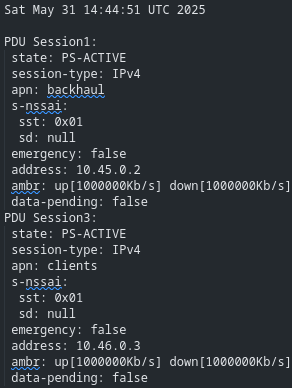 Sat May 31 14:44:51 UTC 2025

PDU Session1:
 state: PS-ACTIVE
 session-type: IPv4
 apn: backhaul
 s-nssai:
  sst: 0x01
  sd: null
 emergency: false
 address: 10.45.0.2
 ambr: up[1000000Kb/s] down[1000000Kb/s]
 data-pending: false
PDU Session3:
 state: PS-ACTIVE
 session-type: IPv4
 apn: clients
 s-nssai:
  sst: 0x01
  sd: null
 emergency: false
 address: 10.46.0.3
 ambr: up[1000000Kb/s] down[1000000Kb/s]
 data-pending: false